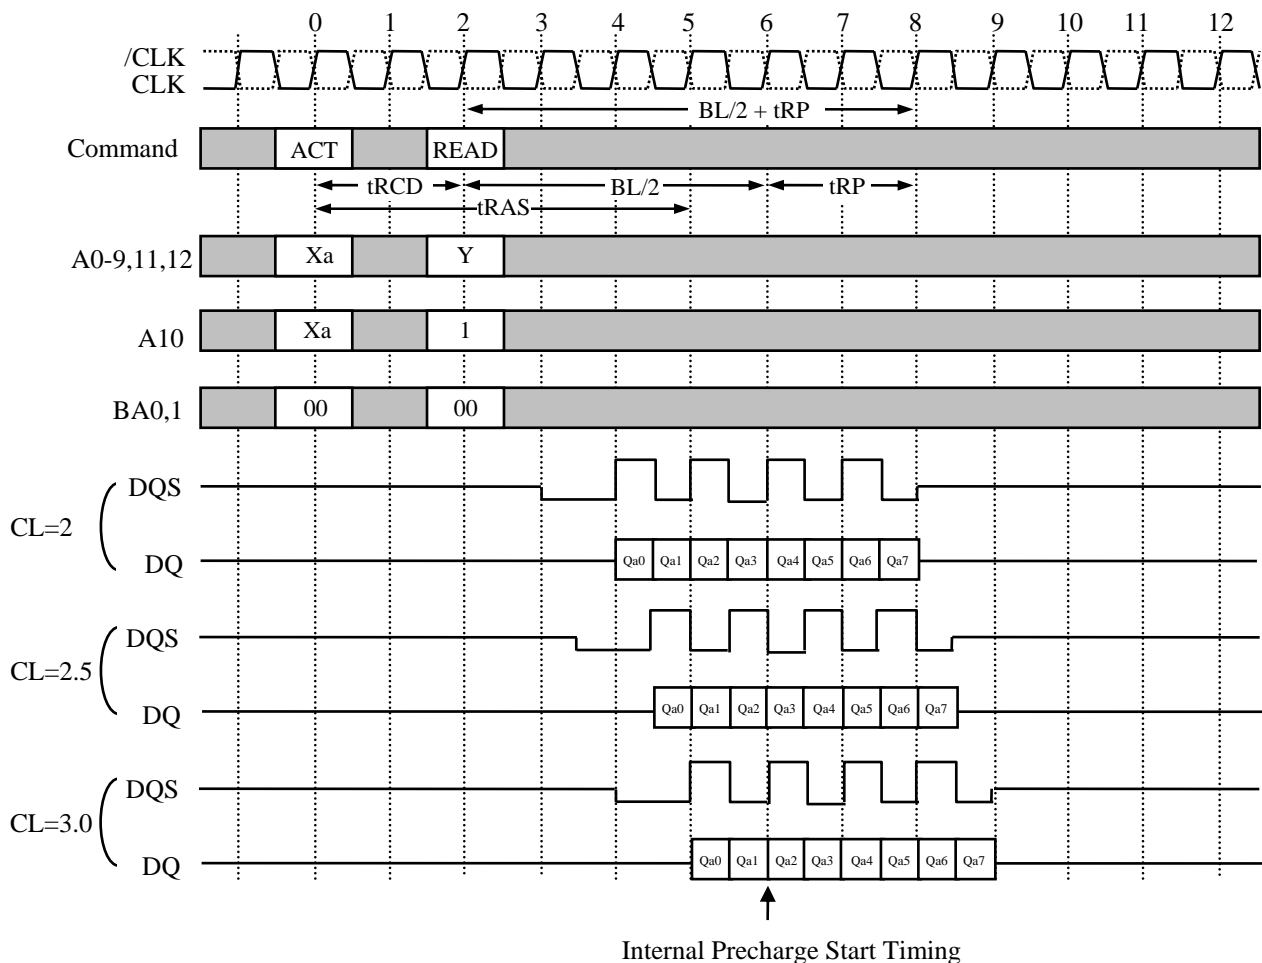 0 1 2 3 4 5 6 7 8 9 10 11 12
/CLK
CLK
BL/2 + tRP
Command ACT READ
tRCD BL/2 tRP
tRAS
A0-9,11,12 Xa Y
A10 Xa 1
BA0,1 00 00
DQS
CL=2
DQ Qa0 Qa1 Qa2 Qa3 Qa4 Qa5 Qa6 Qa7
DQS
CL=2.5
DQ Qa0 Qa1 Qa2 Qa3 Qa4 Qa5 Qa6 Qa7
DQS
CL=3.0
DQ Qa0 Qa1 Qa2 Qa3 Qa4 Qa5 Qa6 Qa7
Internal Precharge Start Timing